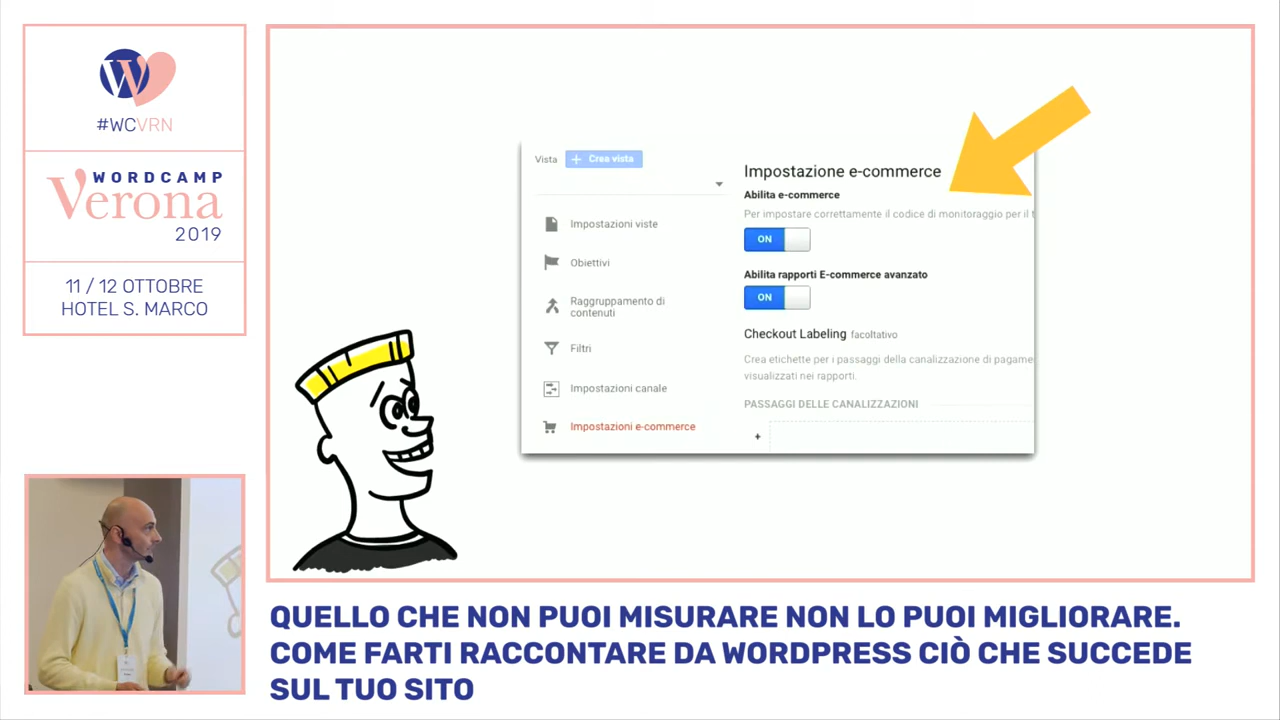 #WCVRN
WORDCAMP
Verona
2019
11 / 12 OTTOBRE
HOTEL S. MARCO
Vista
+ Crea vista
Impostazioni viste
Obiettivi
Raggruppamento di
contenuti
Filtri
Impostazioni canale
Impostazioni e-commerce
Impostazione e-commerce
Abilita e-commerce
Per impostare correttamente il codice di monitoraggio per il t
ON
Abilita rapporti E-commerce avanzato
ON
Checkout Labeling facoltativo
Crea etichette per i passaggi della canalizzazione di pagame
visualizzati nei rapporti.
PASSAGGI DELLE CANALIZZAZIONI
+
QUELLO CHE NON PUOI MISURARE NON LO PUOI MIGLIORARE.
COME FARTI RACCONTARE DA WORDPRESS CIÒ CHE SUCCEDE
SUL TUO SITO